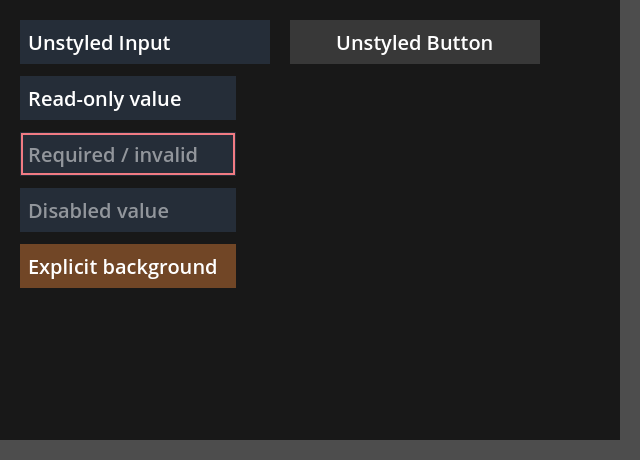 Unstyled Input
Unstyled Button
Read-only value
Required / invalid
Disabled value
Explicit background